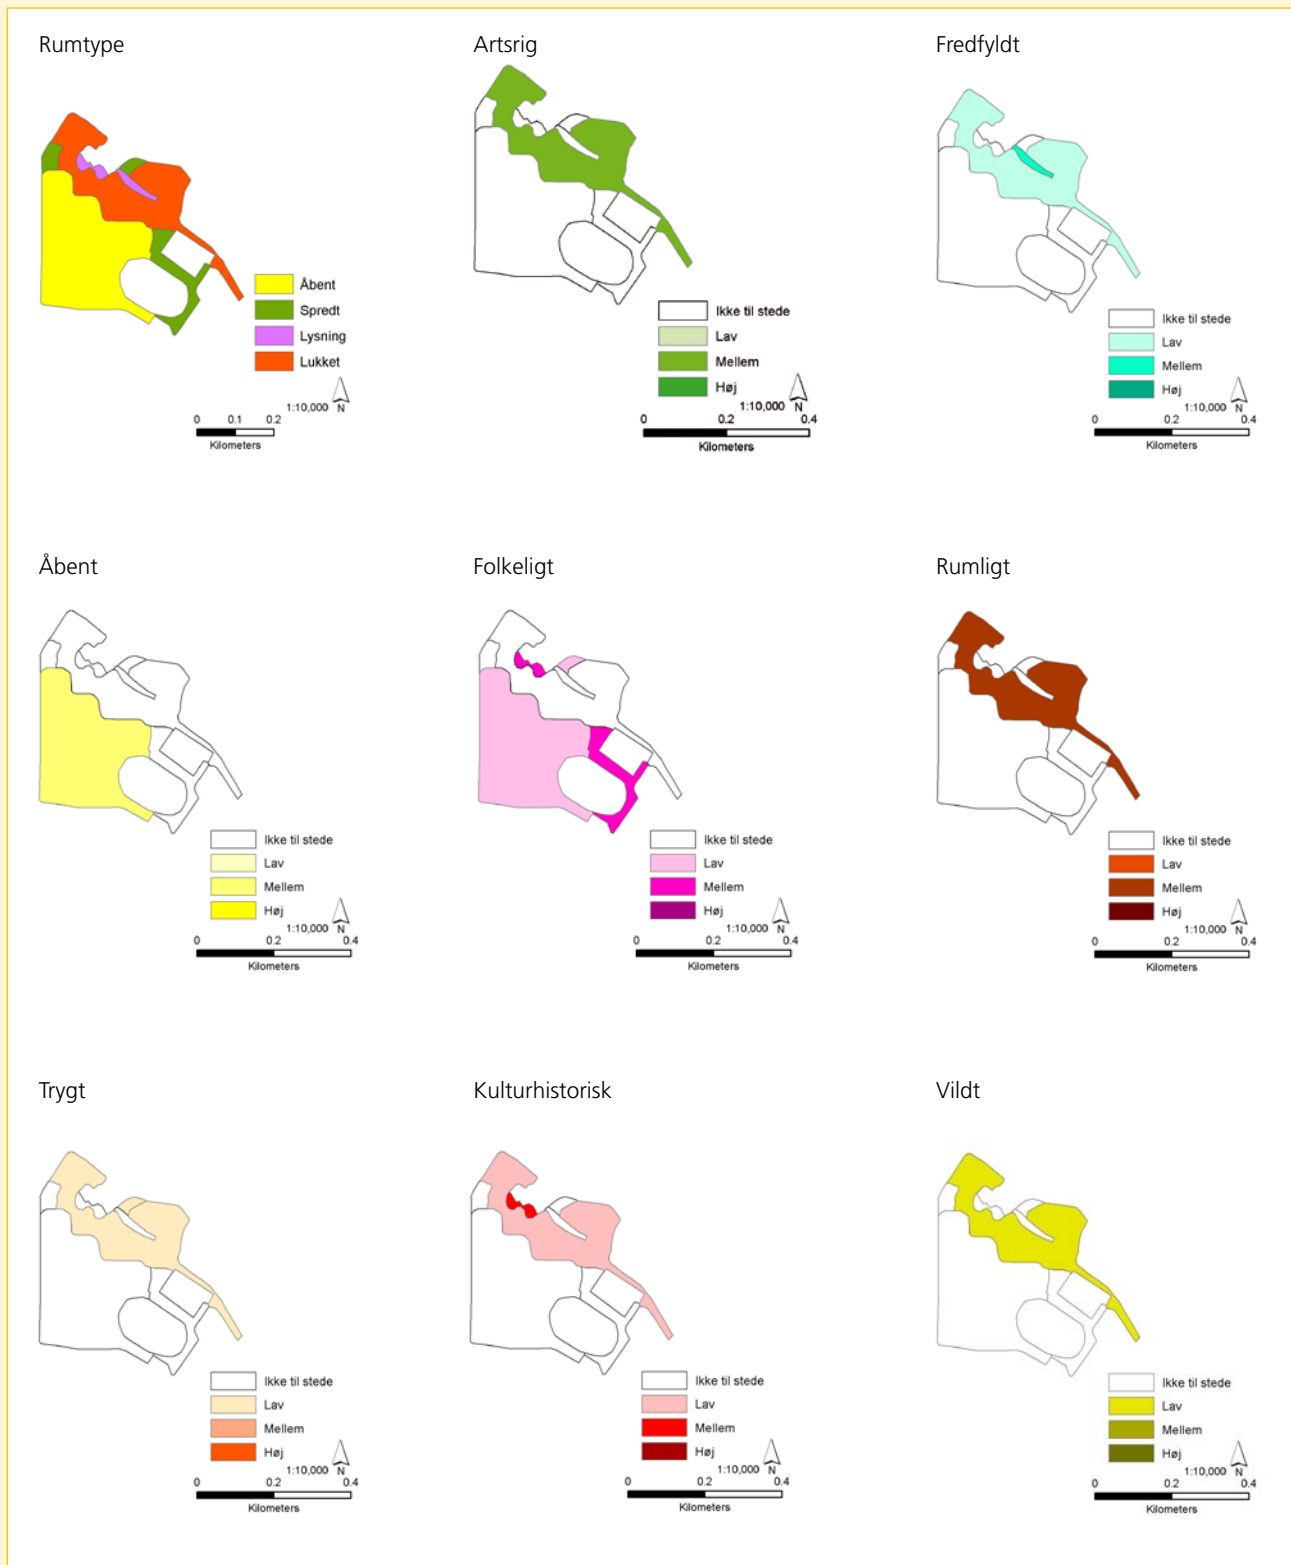 Rumtype
Åbent
Spredt
Lysning
Lukket
1:10,000 N
0 0.1 0.2
Kilometers
Artsrig
Ikke til stede
Lav
Mellem
Høj
1:10,000 N
0 0.2 0.4
Kilometers
Fredfyldt
Ikke til stede
Lav
Mellem
Høj
1:10,000 N
0 0.2 0.4
Kilometers
Åbent
Ikke til stede
Lav
Mellem
Høj
1:10,000 N
0 0.2 0.4
Kilometers
Folkeligt
Ikke til stede
Lav
Mellem
Høj
1:10,000 N
0 0.2 0.4
Kilometers
Rumligt
Ikke til stede
Lav
Mellem
Høj
1:10,000 N
0 0.2 0.4
Kilometers
Trygt
Ikke til stede
Lav
Mellem
Høj
1:10,000 N
0 0.2 0.4
Kilometers
Kulturhistorisk
Ikke til stede
Lav
Mellem
Høj
1:10,000 N
0 0.2 0.4
Kilometers
Vildt
Ikke til stede
Lav
Mellem
Høj
1:10,000 N
0 0.2 0.4
Kilometers